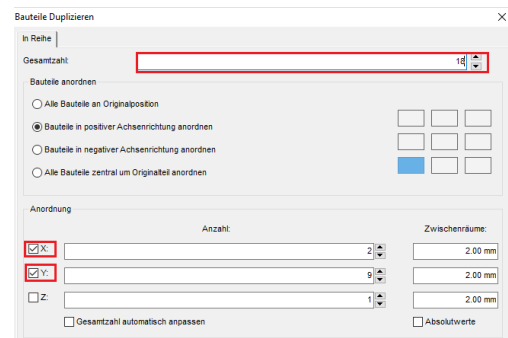 Bauteile Duplizieren
In Reihe
Gesamtzahl: 18
Bauteile anordnen
Alle Bauteile an Originalposition
Bauteile in positiver Achsenrichtung anordnen
Bauteile in negativer Achsenrichtung anordnen
Alle Bauteile zentral um Originalteil anordnen
Anordnung
Anzahl: Zwischenräume:
X: 2 2.00 mm
Y: 9 2.00 mm
Z: 1 2.00 mm
Gesamtzahl automatisch anpassen Absolutwerte